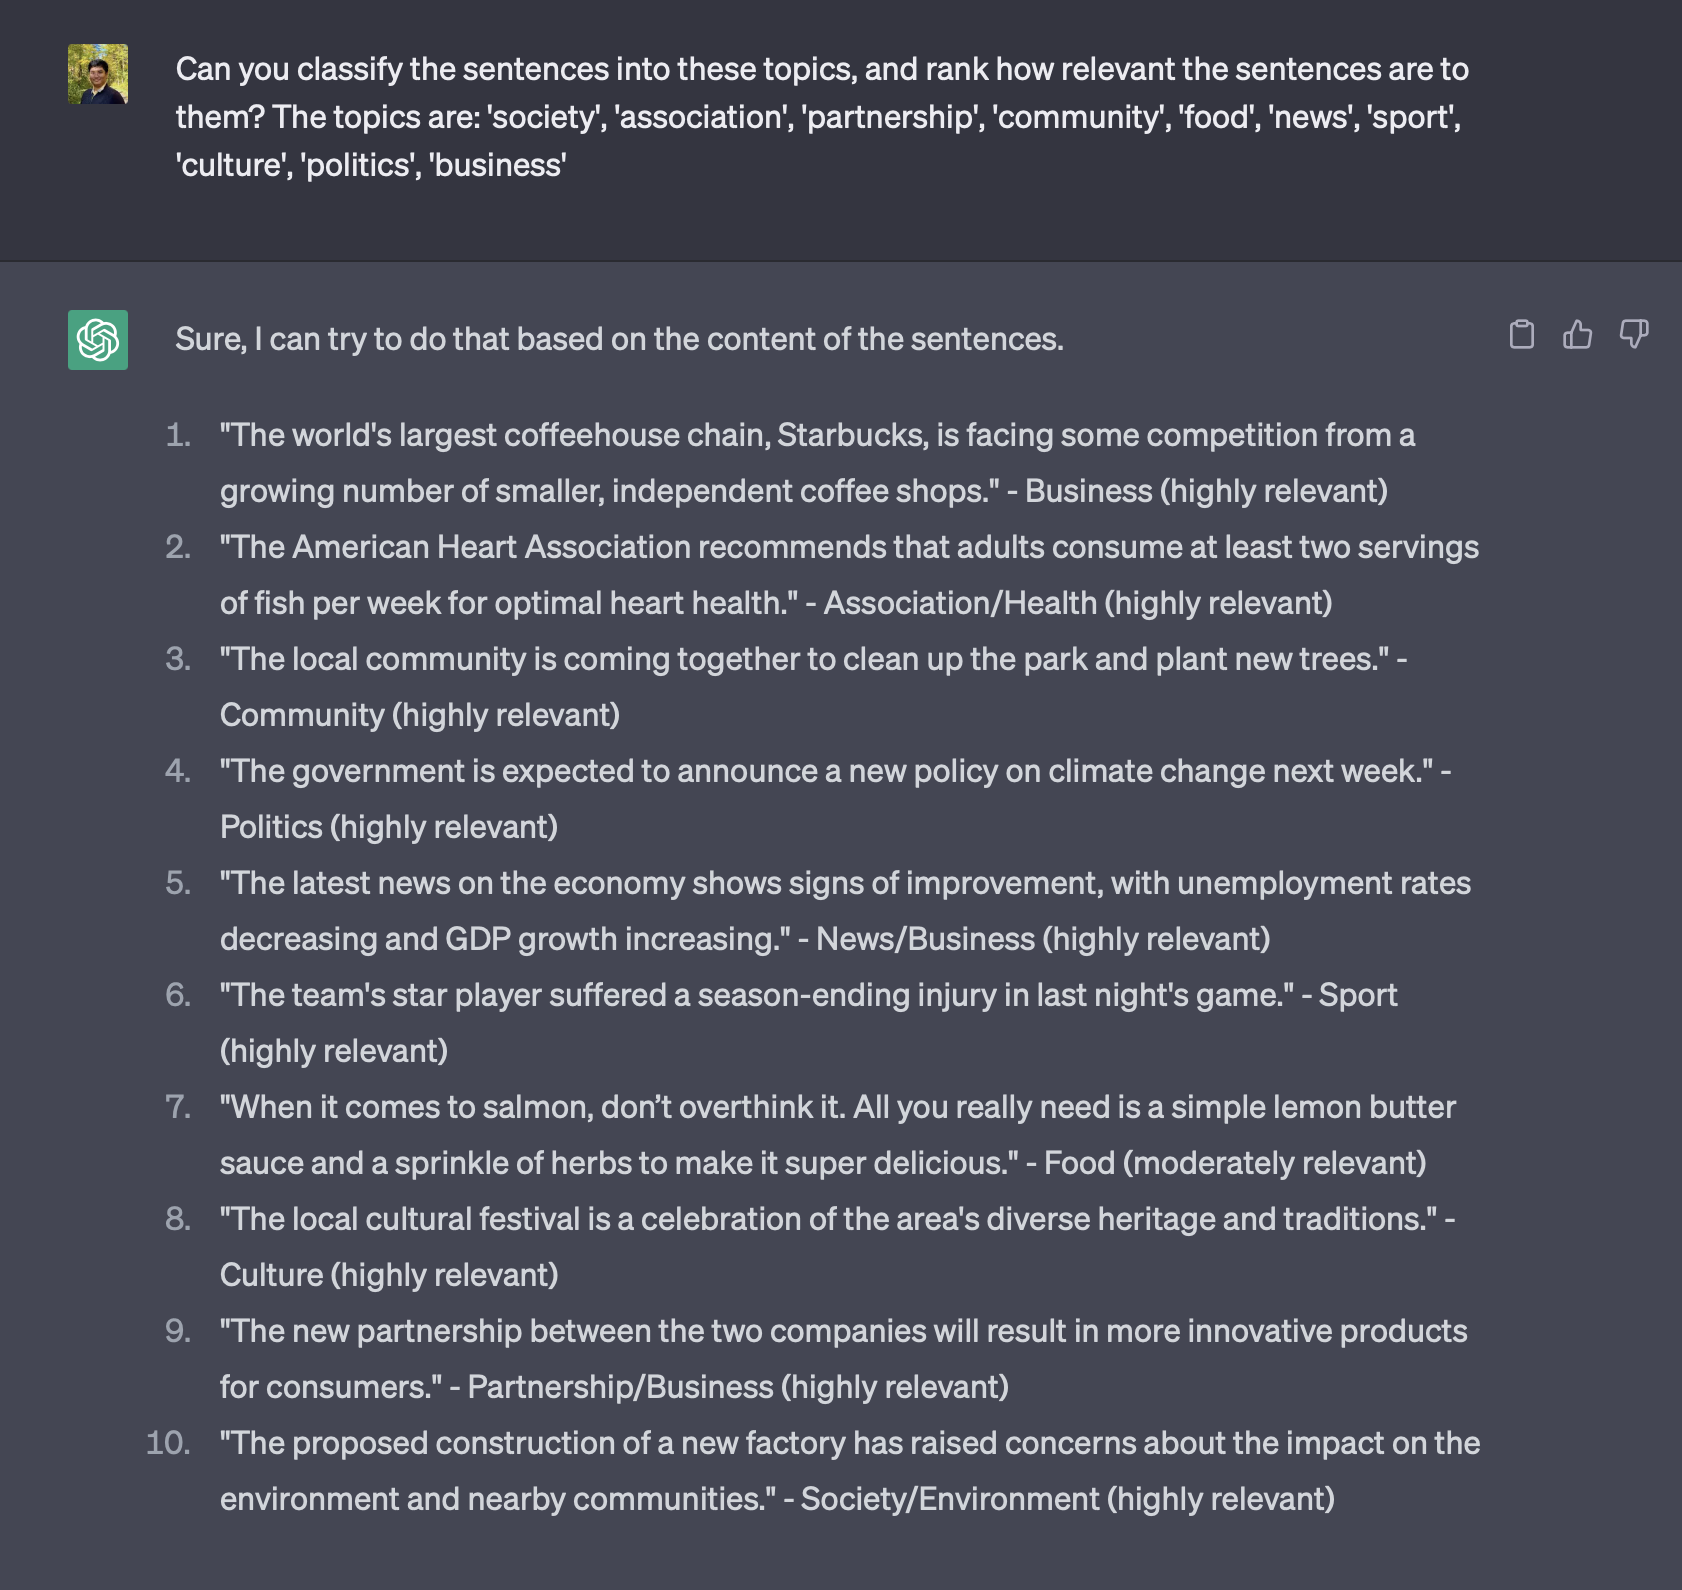 Can you classify the sentences into these topics, and rank how relevant the sentences are to
them? The topics are: 'society', 'association', 'partnership', 'community', 'food', 'news', 'sport',
'culture', 'politics', 'business'
Sure, I can try to do that based on the content of the sentences.
1. "The world's largest coffeehouse chain, Starbucks, is facing some competition from a
growing number of smaller, independent coffee shops." - Business (highly relevant)
2. "The American Heart Association recommends that adults consume at least two servings
of fish per week for optimal heart health." - Association/Health (highly relevant)
3. "The local community is coming together to clean up the park and plant new trees." -
Community (highly relevant)
4. "The government is expected to announce a new policy on climate change next week." -
Politics (highly relevant)
5. "The latest news on the economy shows signs of improvement, with unemployment rates
decreasing and GDP growth increasing." - News/Business (highly relevant)
6. "The team's star player suffered a season-ending injury in last night's game." - Sport
(highly relevant)
7. "When it comes to salmon, don’t overthink it. All you really need is a simple lemon butter
sauce and a sprinkle of herbs to make it super delicious." - Food (moderately relevant)
8. "The local cultural festival is a celebration of the area's diverse heritage and traditions." -
Culture (highly relevant)
9. "The new partnership between the two companies will result in more innovative products
for consumers." - Partnership/Business (highly relevant)
10. "The proposed construction of a new factory has raised concerns about the impact on the
environment and nearby communities." - Society/Environment (highly relevant)